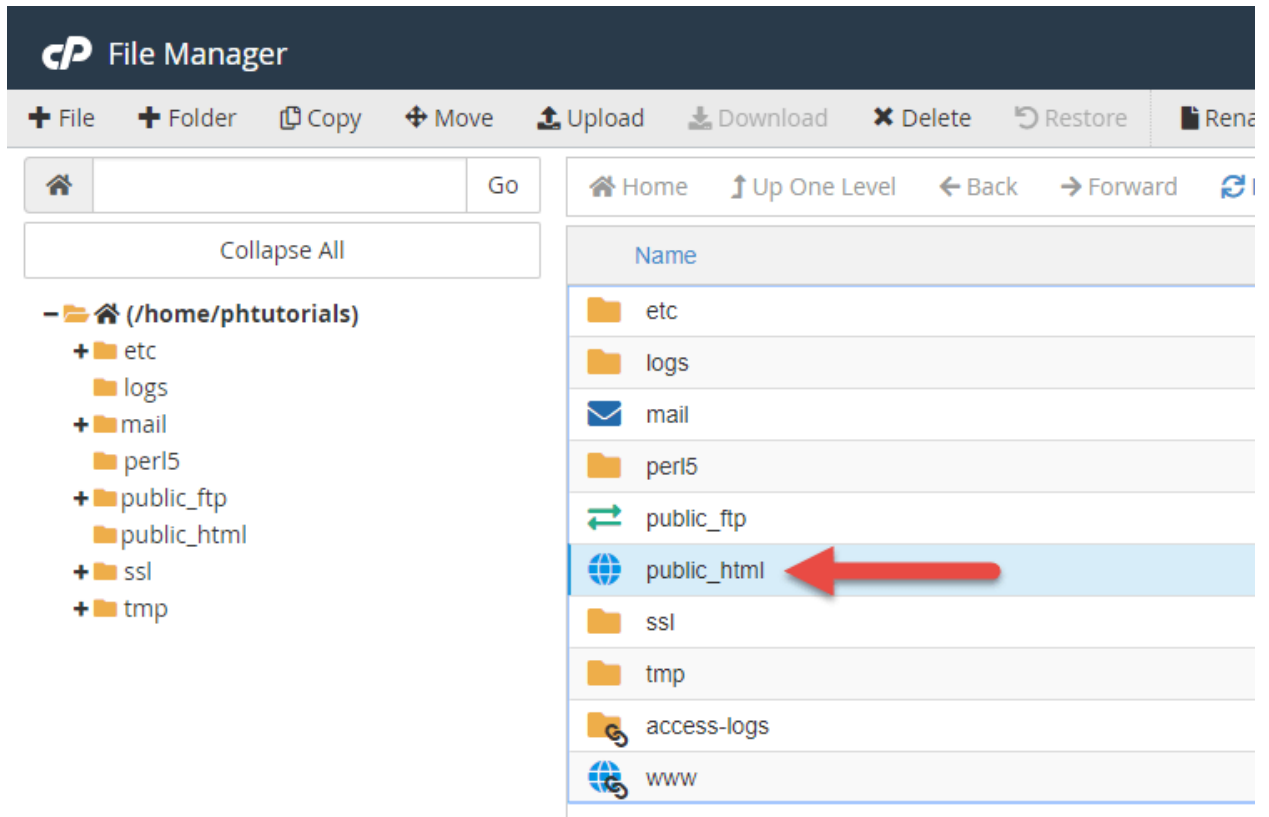 cP File Manager
File Folder Copy Move Upload Download Delete Restore
Go
Home Up One Level Back Forward
Collapse All
Name
(/home/phtutorials)
etc
logs
mail
perl5
public_ftp
public_html
ssl
tmp
etc
logs
mail
perl5
public_ftp
public_html
ssl
tmp
access-logs
www